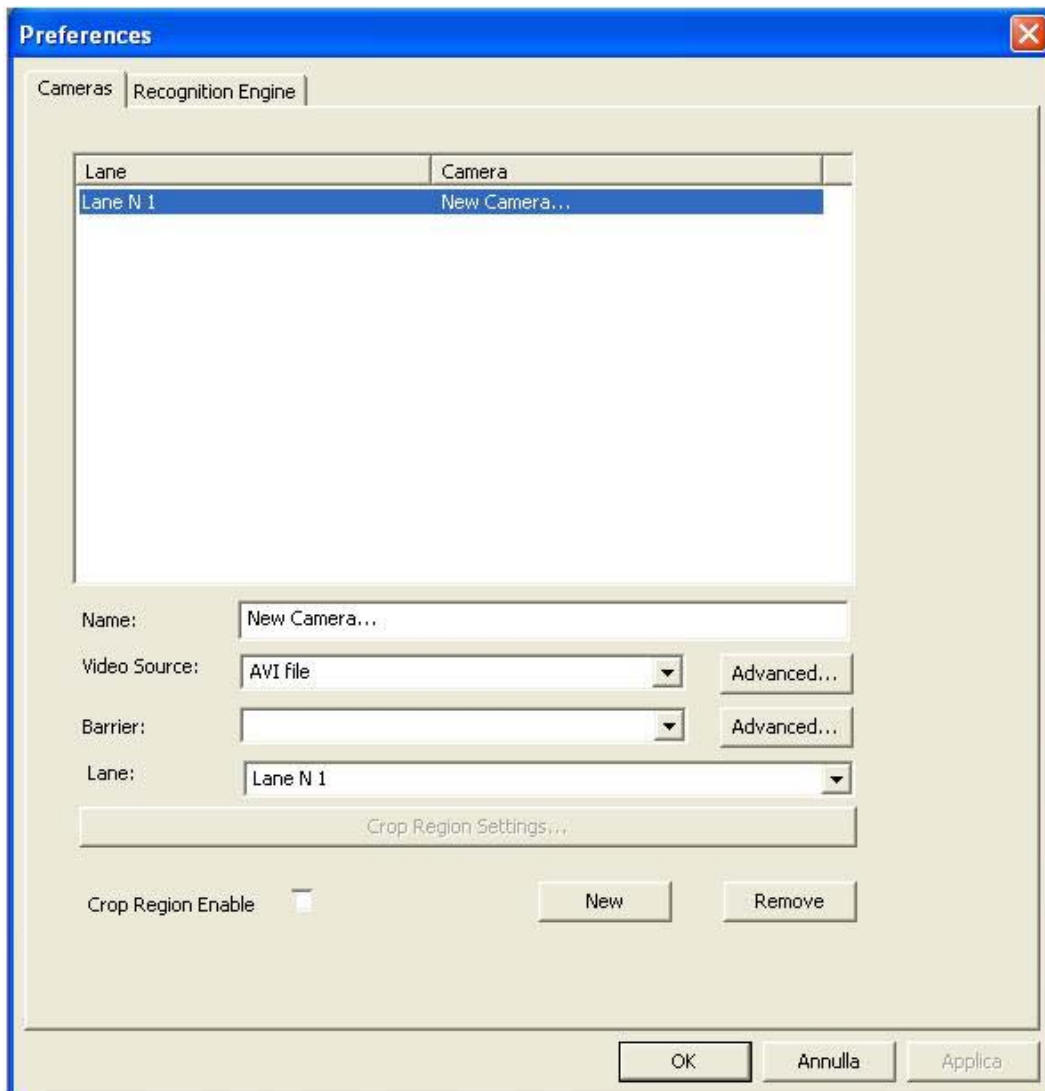 Preferences
Cameras Recognition Engine
Lane Camera
Lane N 1 New Camera...
Name: New Camera...
Video Source: AVI file Advanced...
Barrier: Advanced...
Lane: Lane N 1
Crop Region Settings...
Crop Region Enable New Remove
OK Annulla Applica